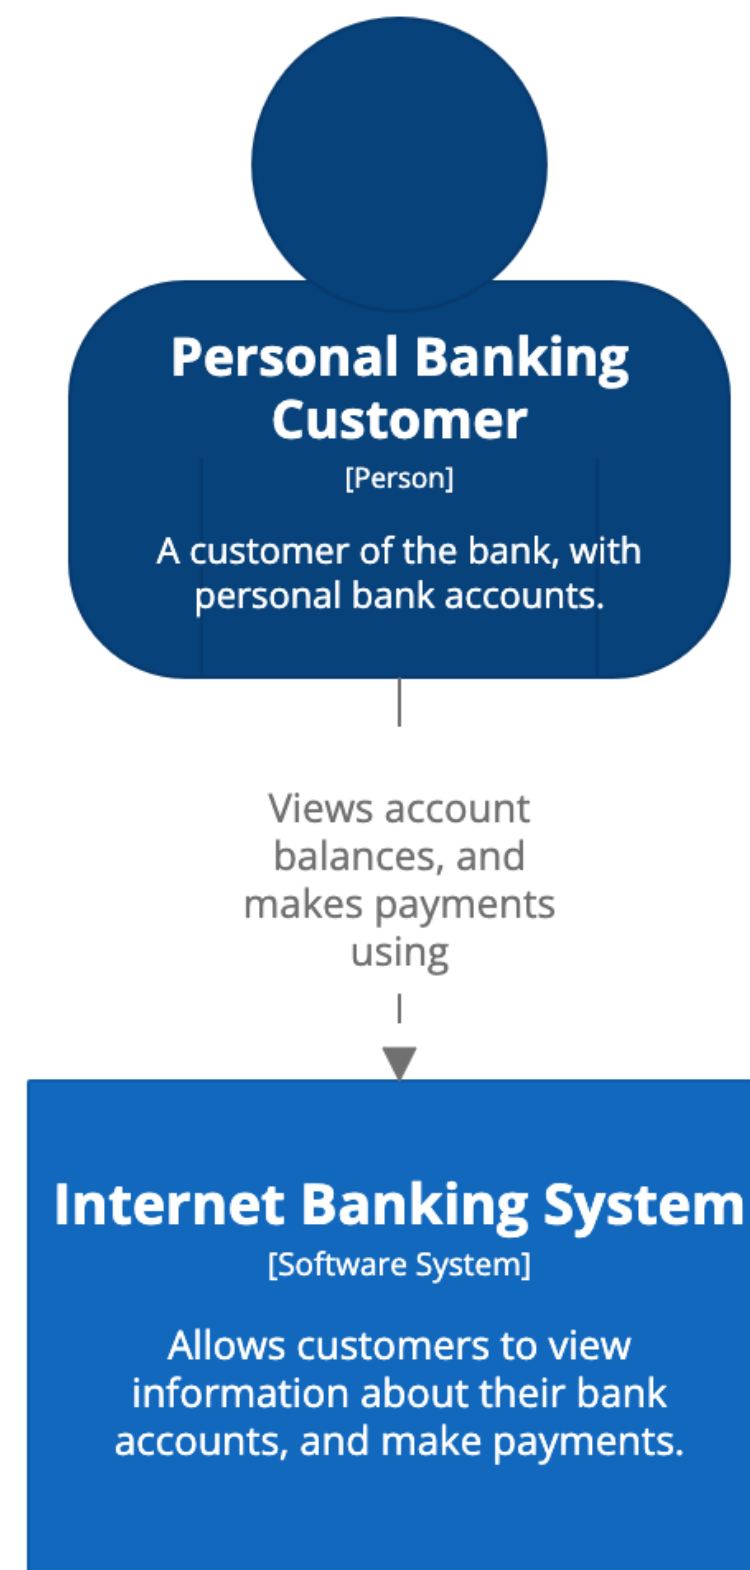 Personal Banking
Customer
[Person]
A customer of the bank, with
personal bank accounts.
Views account
balances, and
makes payments
using
Internet Banking System
[Software System]
Allows customers to view
information about their bank
accounts, and make payments.